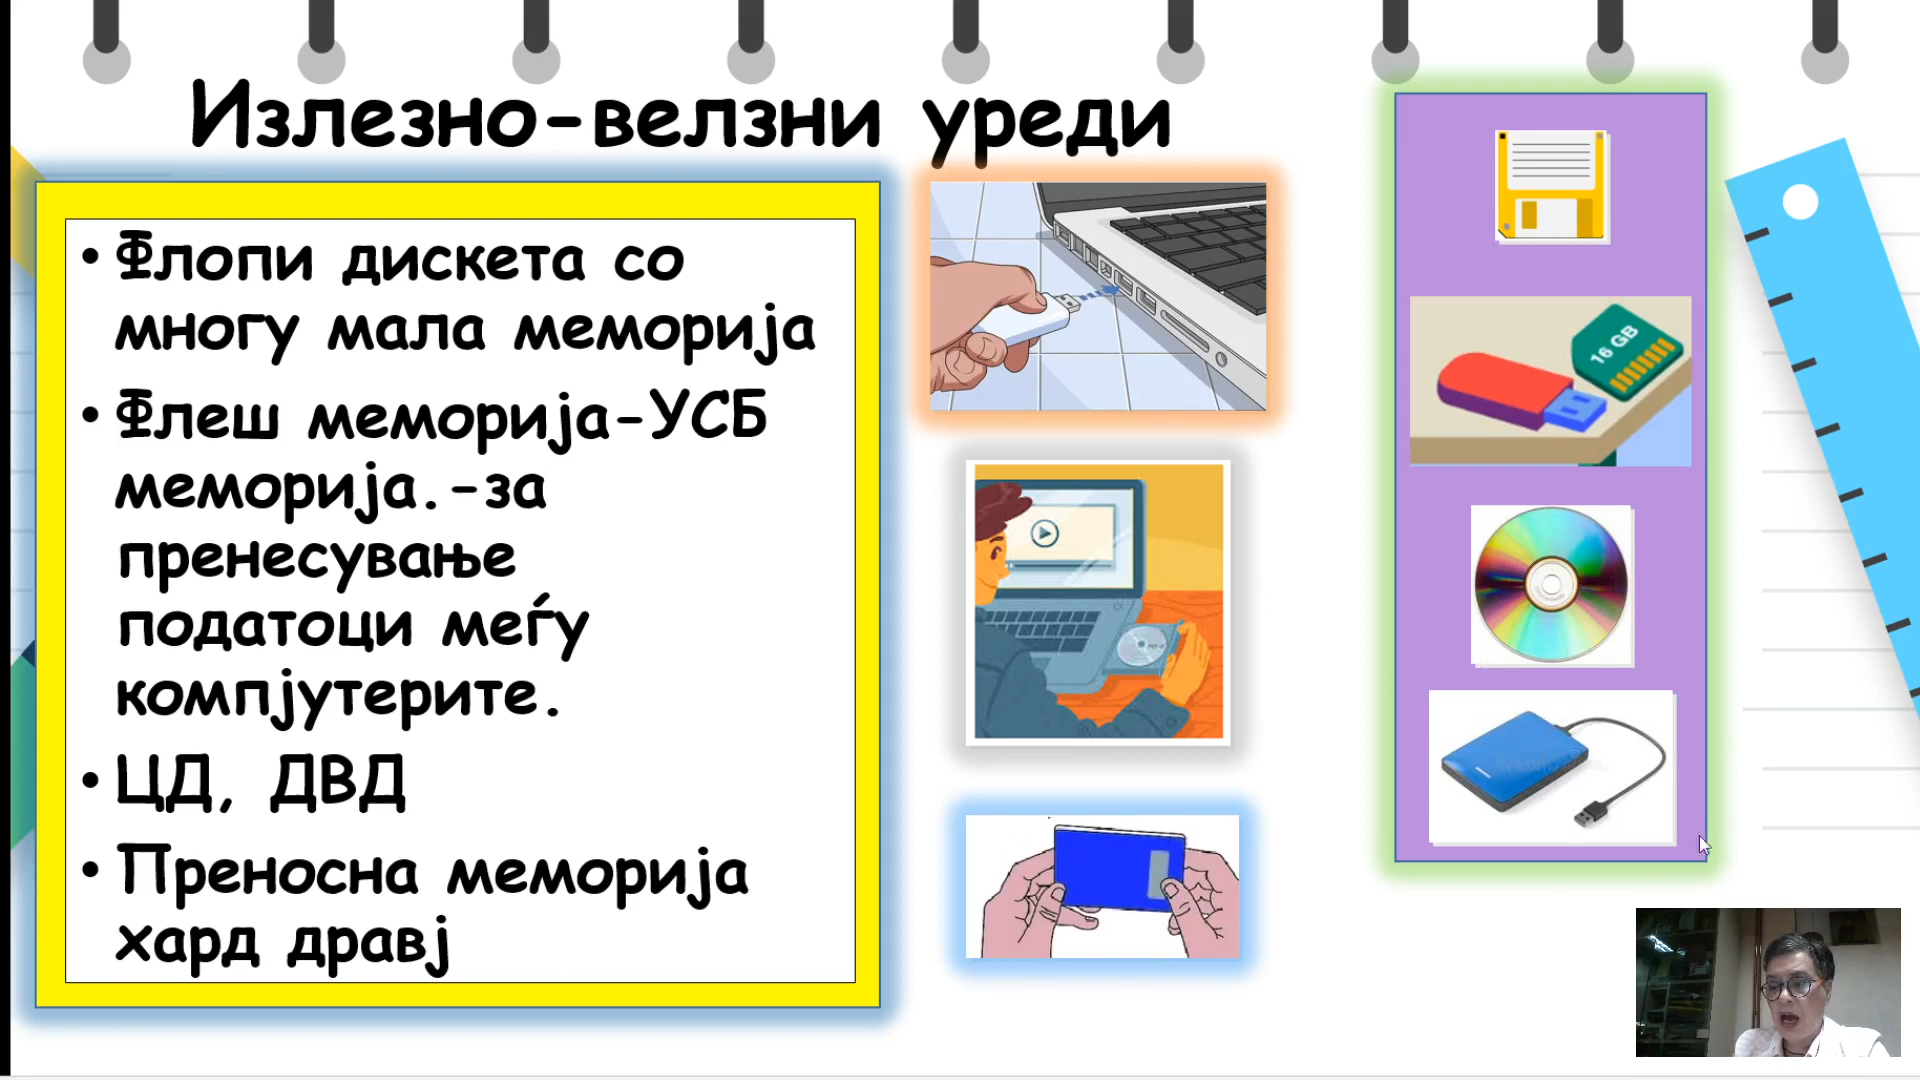 Излезно-велзни уреди
• Флопи дискета со
многу мала меморија
• Флеш меморија-УСБ
меморија.-за
пренесување
податоци меѓу
компјутерите.
• ЦД, ДВД
• Преносна меморија
хард дравј
16 GB